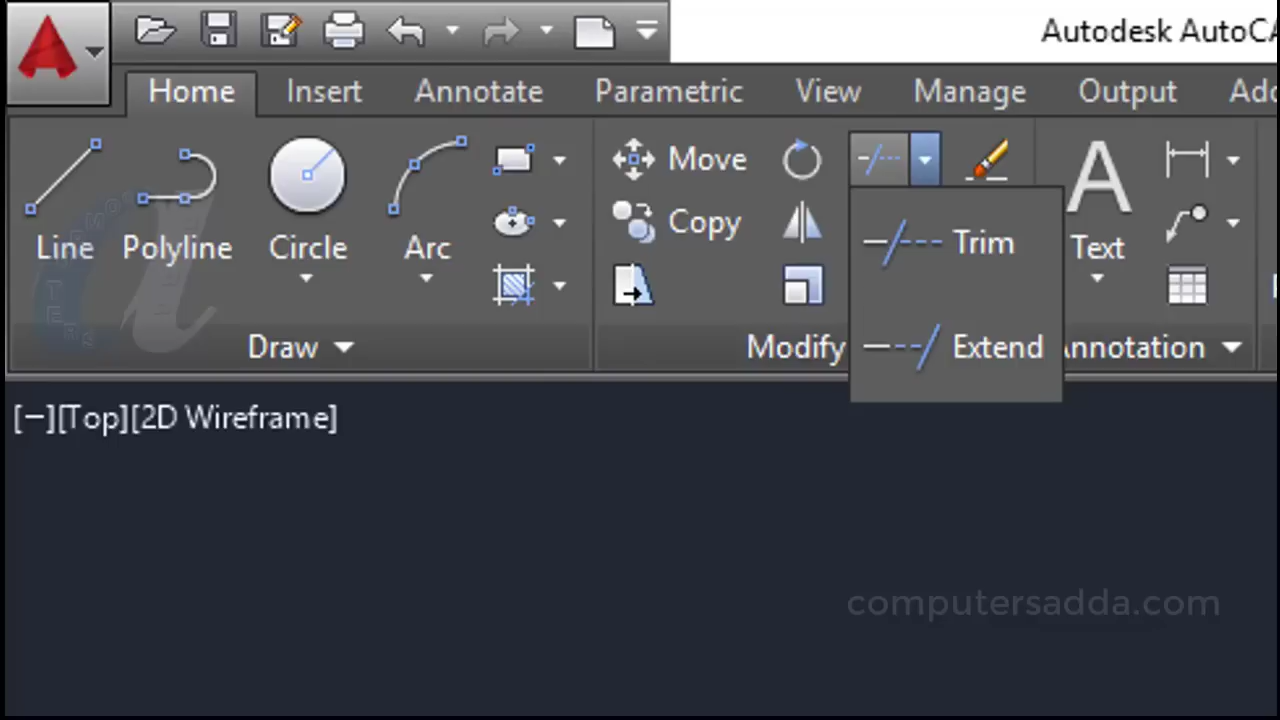 Autodesk AutoCA
Home Insert Annotate Parametric View Manage Output Add
Line Polyline Circle Arc Move Copy Trim Text
Draw Modify Extend nnotation
[−][Top][2D Wireframe]
computersadda.com